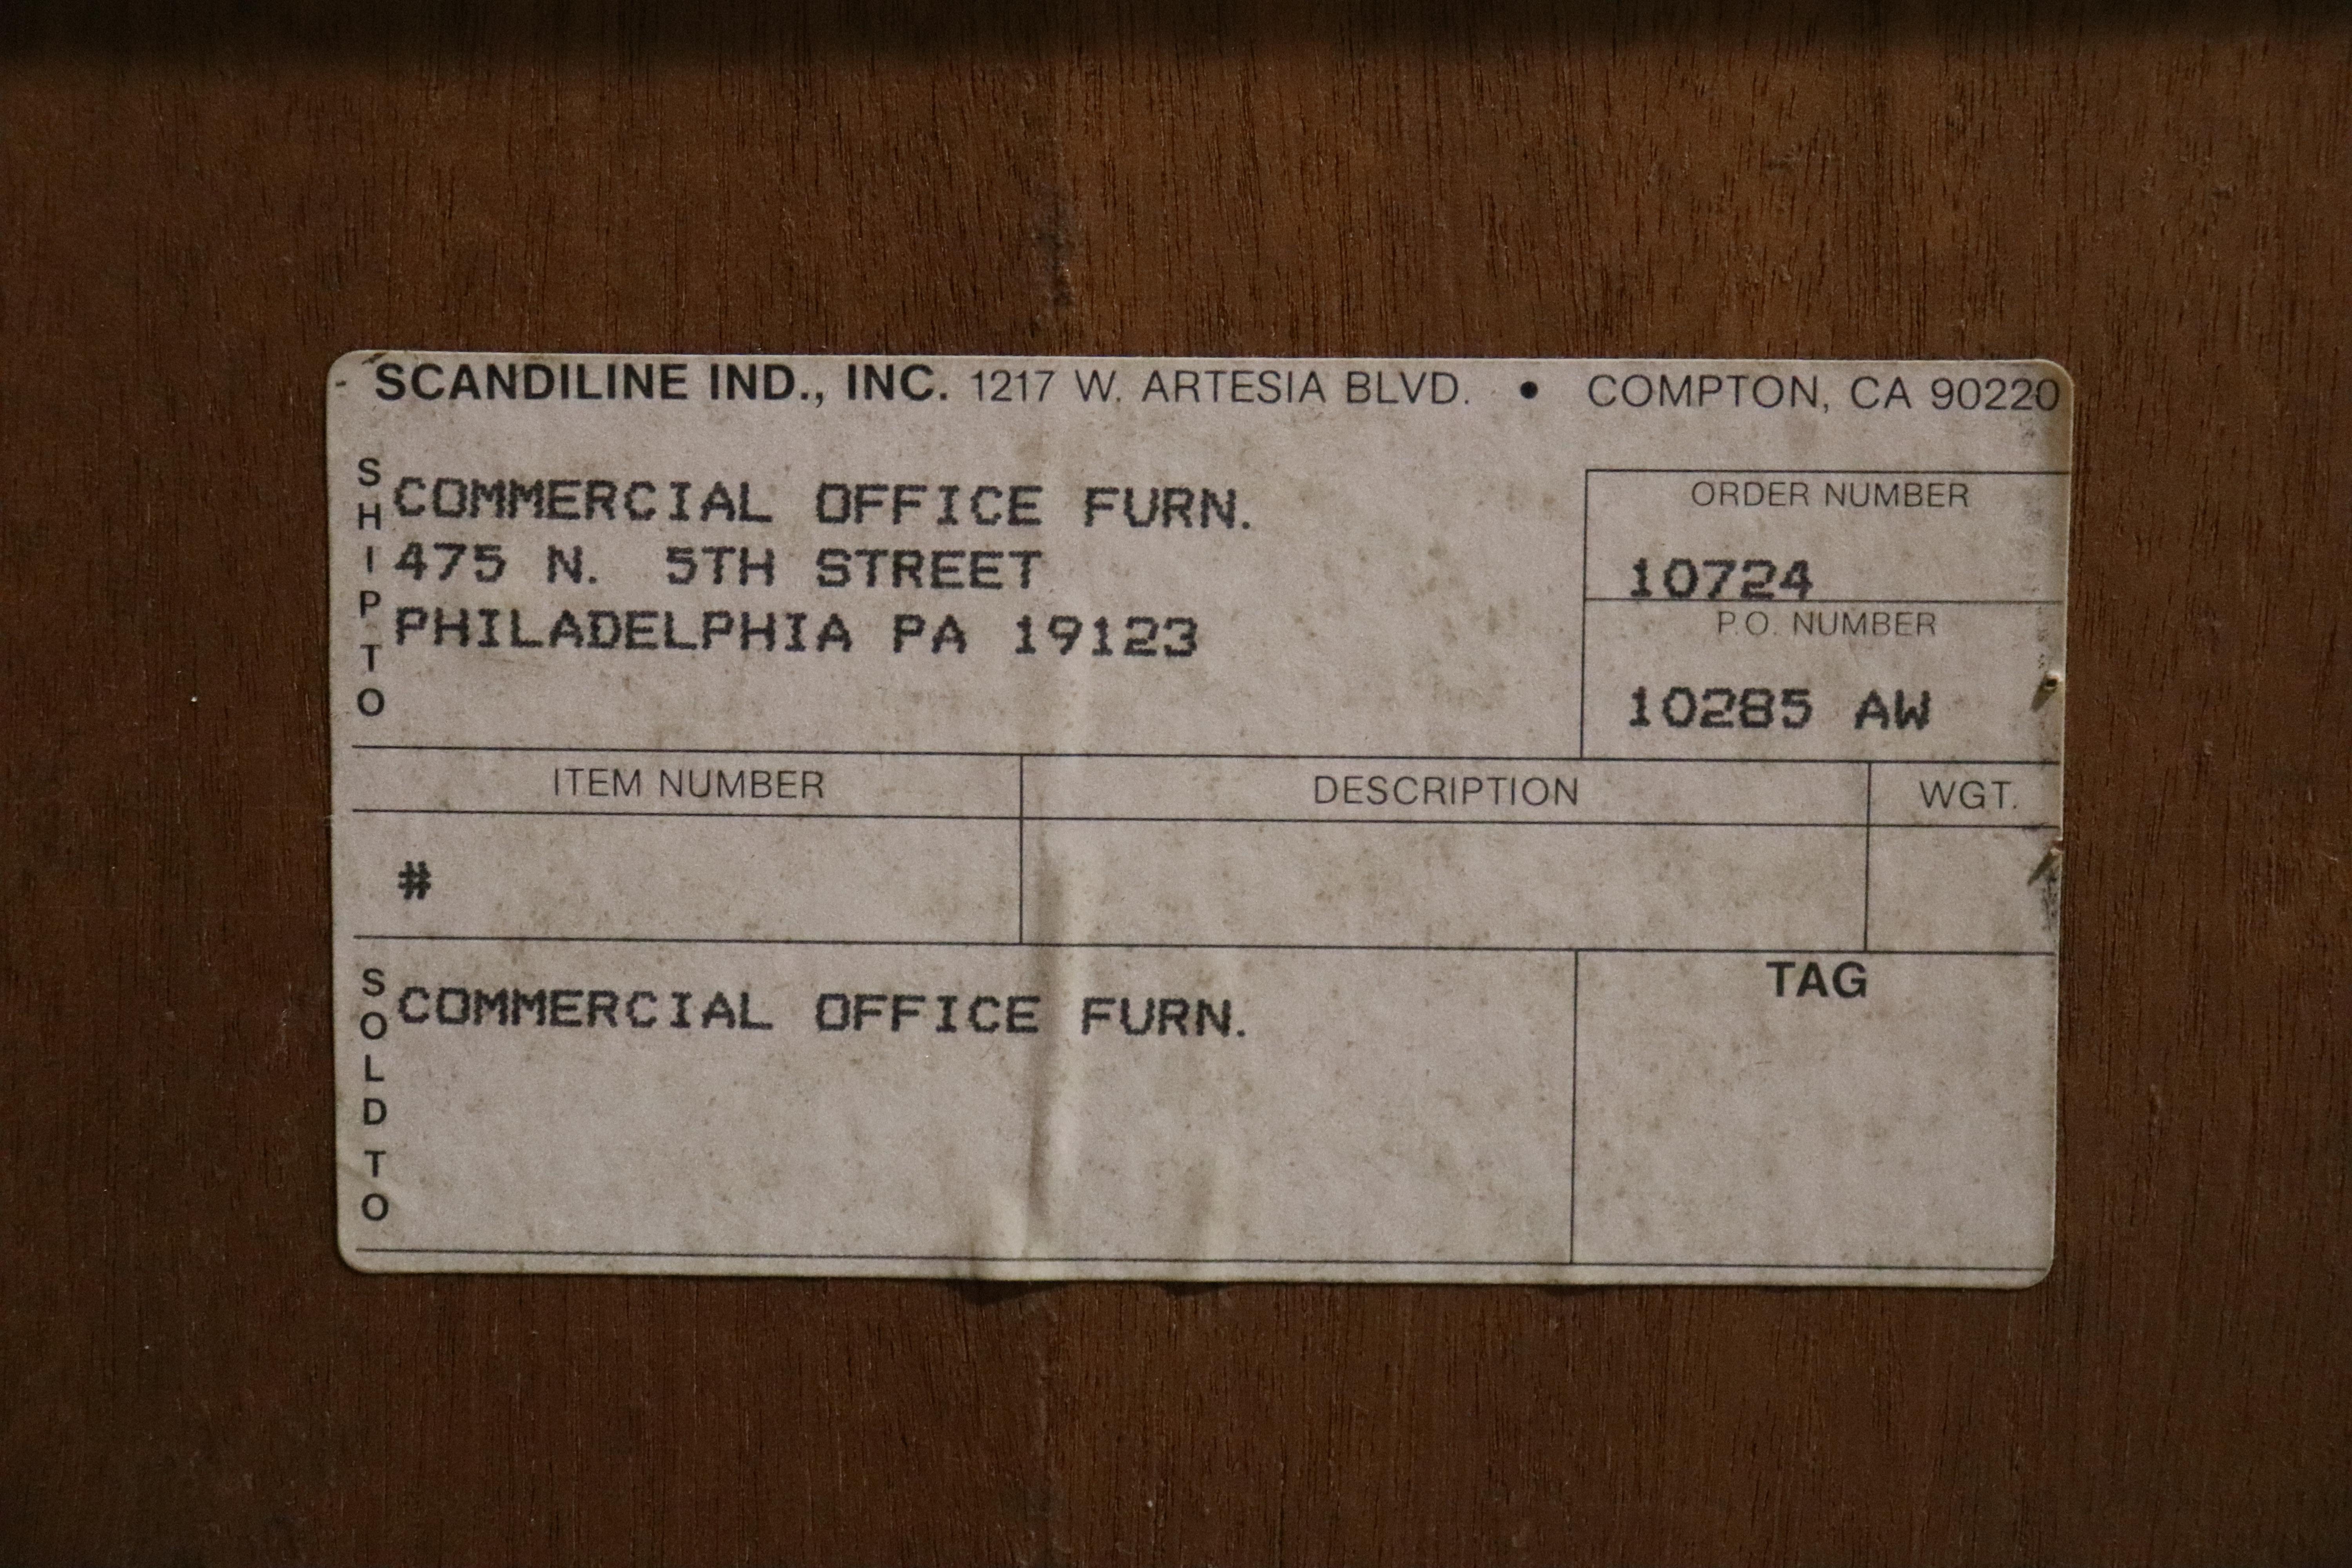 SCANDILINE IND., INC. 1217 W. ARTESIA BLVD. • COMPTON, CA 90220
SHIP TO
COMMERCIAL OFFICE FURN.
475 N. 5TH STREET
PHILADELPHIA PA 19123
ORDER NUMBER
10724
P.O. NUMBER
10285 AW
ITEM NUMBER DESCRIPTION WGT.
#
SOLD TO
COMMERCIAL OFFICE FURN.
TAG